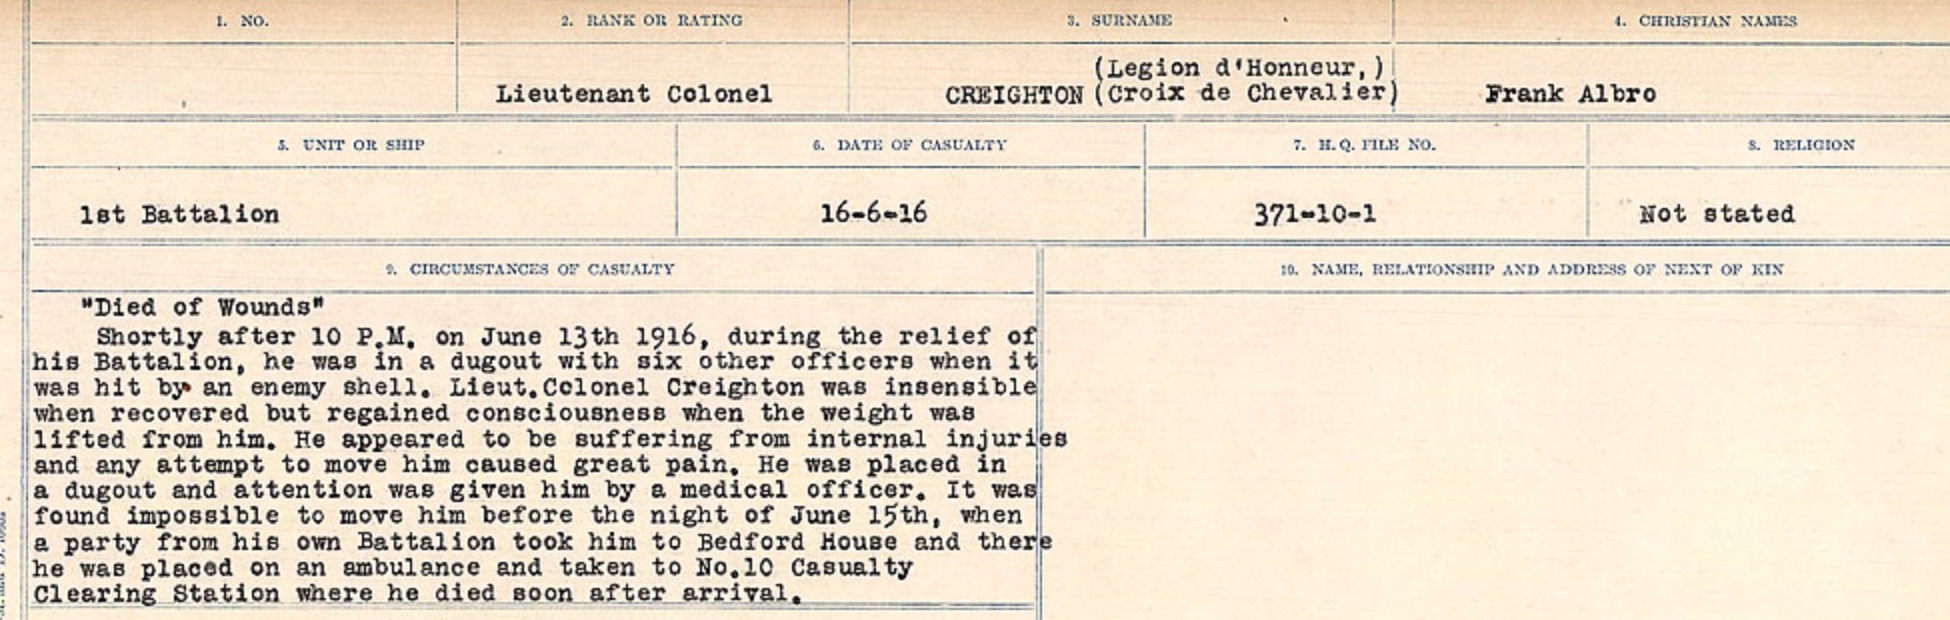 1. NO.
2. RANK OR RATING
3. SURNAME
4. CHRISTIAN NAMES
Lieutenant Colonel
CREIGHTON
(Legion d'Honneur,)
(Croix de Chevalier)
Frank Albro
5. UNIT OR SHIP
6. DATE OF CASUALTY
7. H.Q. FILE NO.
8. RELIGION
1st Battalion
16-6-16
371-10-1
Not stated
9. CIRCUMSTANCES OF CASUALTY
"Died of Wounds"
Shortly after 10 P.M. on June 13th 1916, during the relief of
his Battalion, he was in a dugout with six other officers when it
was hit by an enemy shell. Lieut.Colonel Creighton was insensible
when recovered but regained consciousness when the weight was
lifted from him. He appeared to be suffering from internal injuries
and any attempt to move him caused great pain. He was placed in
a dugout and attention was given him by a medical officer. It was
found impossible to move him before the night of June 15th, when
a party from his own Battalion took him to Bedford House and there
he was placed on an ambulance and taken to No.10 Casualty
Clearing Station where he died soon after arrival.
10. NAME, RELATIONSHIP AND ADDRESS OF NEXT OF KIN